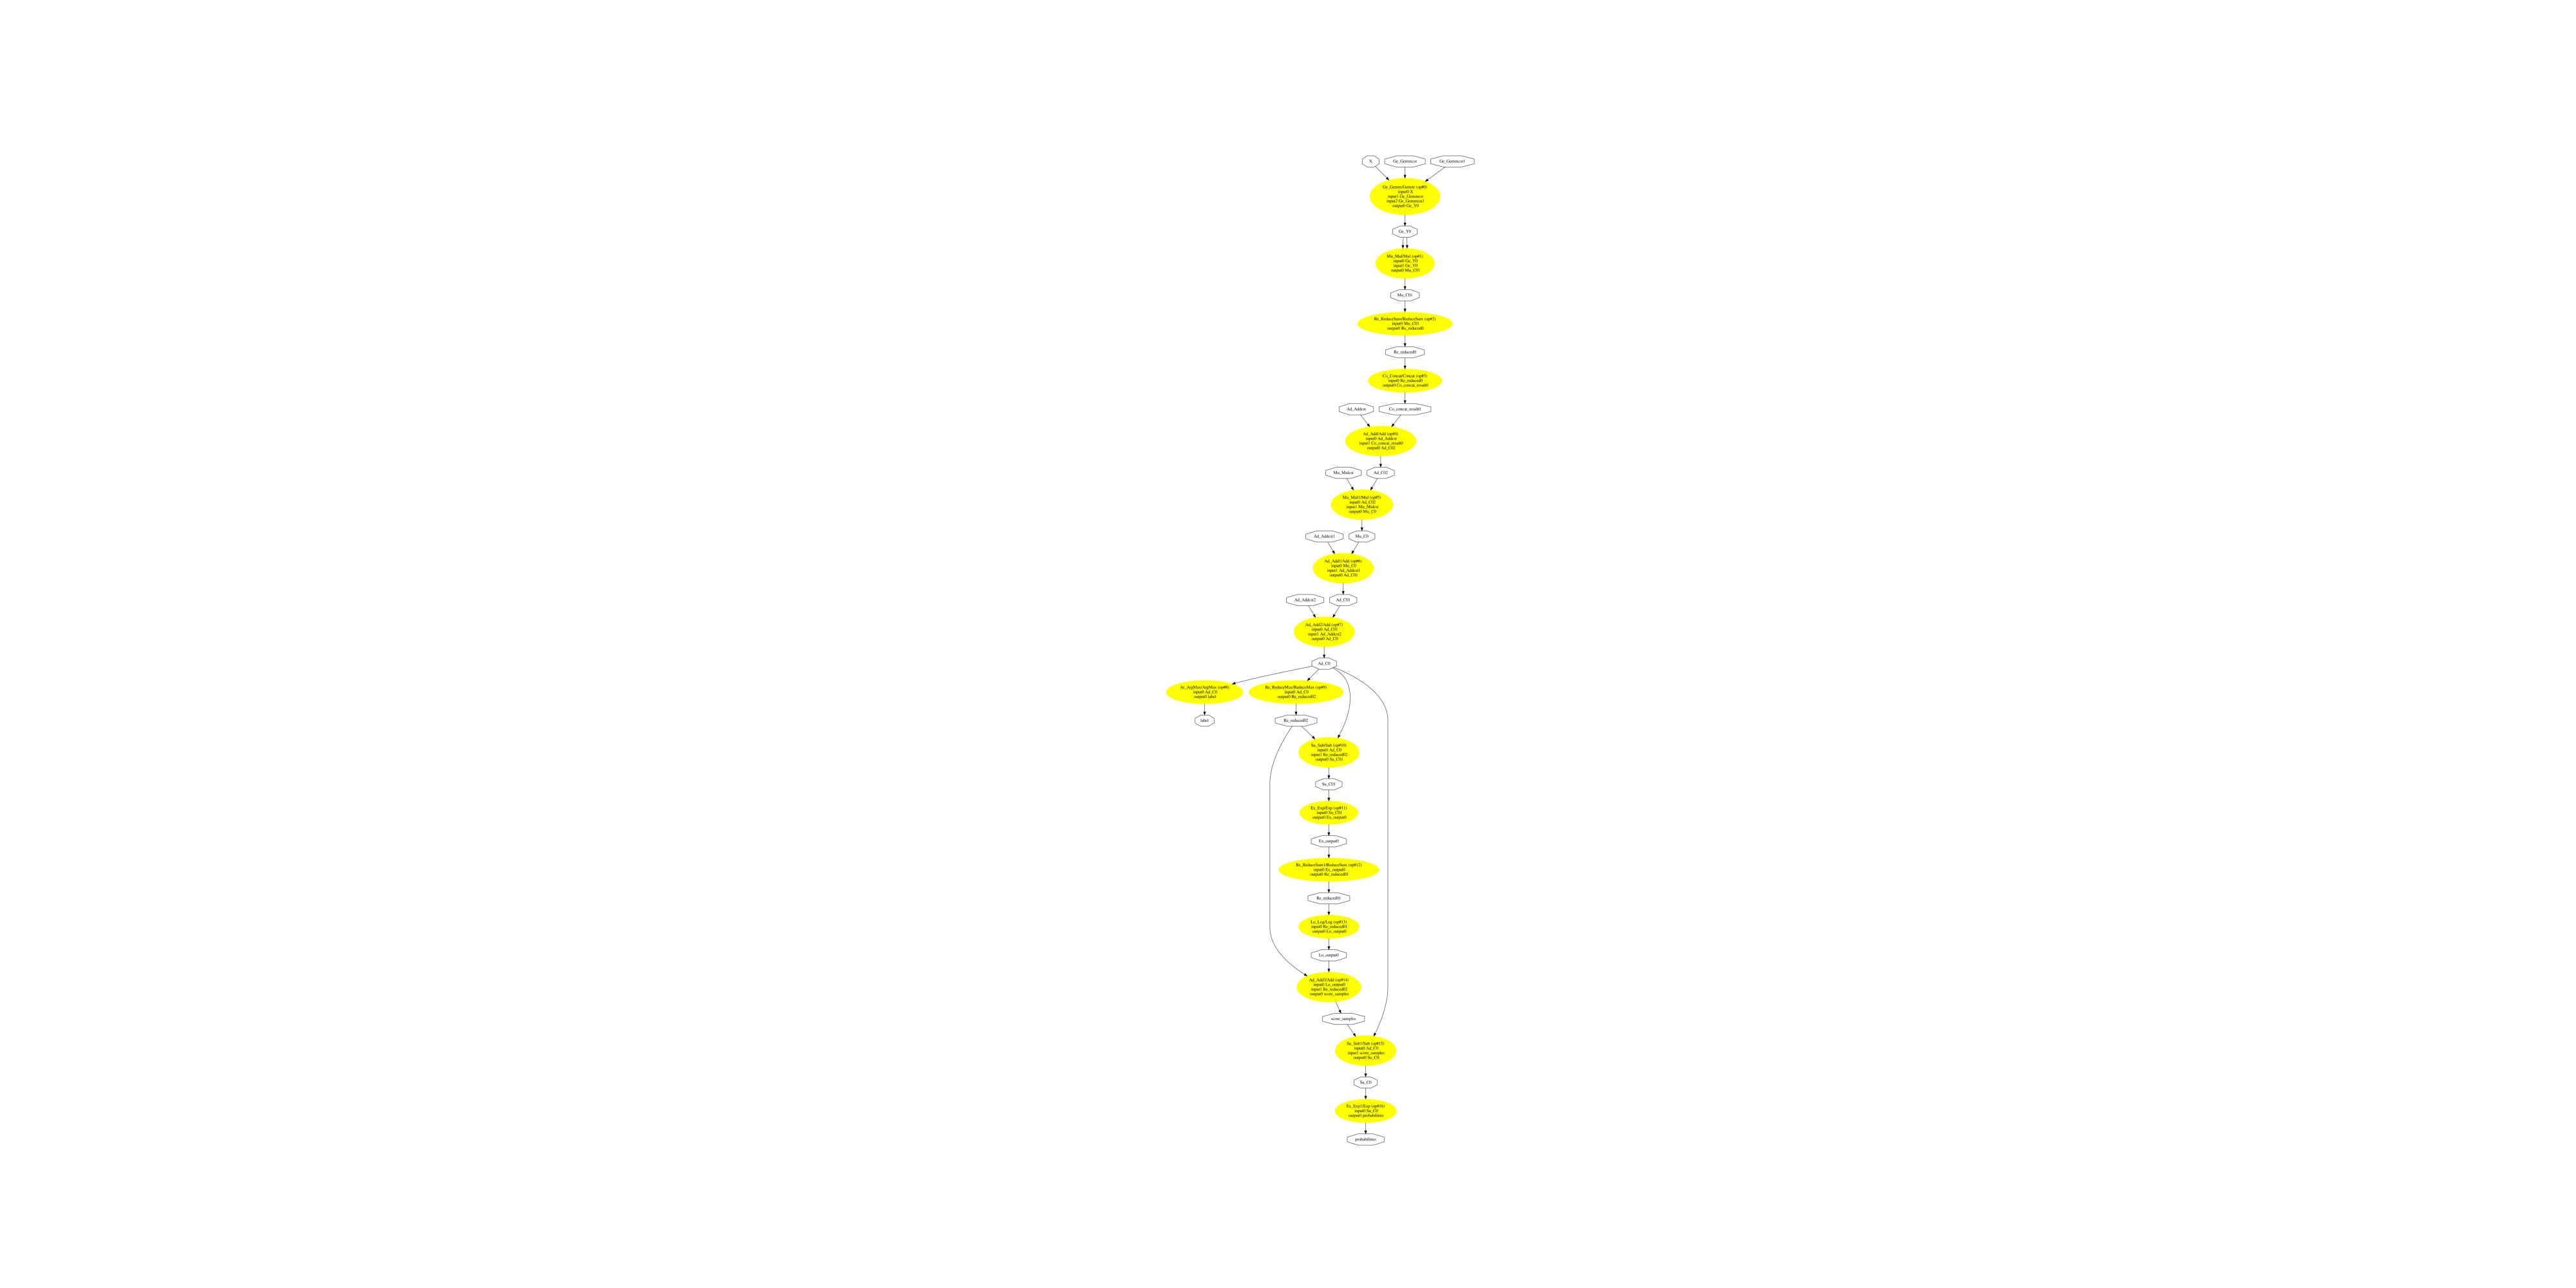 X
Ge_Gemmcst
Ge_Gemmcst1
Ge_Gemm/Gemm (op#0)
input0 X
input1 Ge_Gemmcst
input2 Ge_Gemmcst1
output0 Ge_Y0
Ge_Y0
Mu_Mul/Mul (op#1)
input0 Ge_Y0
input1 Ge_Y0
output0 Mu_C01
Mu_C01
Re_ReduceSum/ReduceSum (op#2)
input0 Mu_C01
output0 Re_reduced0
Re_reduced0
Co_Concat/Concat (op#3)
input0 Re_reduced0
output0 Co_concat_result0
Ad_Addcst
Co_concat_result0
Ad_Add/Add (op#4)
input0 Ad_Addcst
input1 Co_concat_result0
output0 Ad_C02
Mu_Mulcst
Ad_C02
Mu_Mul1/Mul (op#5)
input0 Ad_C02
input1 Mu_Mulcst
output0 Mu_C0
Ad_Addcst1
Mu_C0
Ad_Add1/Add (op#6)
input0 Mu_C0
input1 Ad_Addcst1
output0 Ad_C01
Ad_Addcst2
Ad_C01
Ad_Add2/Add (op#7)
input0 Ad_C01
input1 Ad_Addcst2
output0 Ad_C0
Ad_C0
Ar_ArgMax/ArgMax (op#8)
input0 Ad_C0
output0 label
Re_ReduceMax/ReduceMax (op#9)
input0 Ad_C0
output0 Re_reduced02
label
Re_reduced02
Su_Sub/Sub (op#10)
input0 Ad_C0
input1 Re_reduced02
output0 Su_C01
Su_C01
Ex_Exp/Exp (op#11)
input0 Su_C01
output0 Ex_output0
Ex_output0
Re_ReduceSum1/ReduceSum (op#12)
input0 Ex_output0
output0 Re_reduced01
Re_reduced01
Lo_Log/Log (op#13)
input0 Re_reduced01
output0 Lo_output0
Lo_output0
Ad_Add3/Add (op#14)
input0 Lo_output0
input1 Re_reduced02
output0 score_samples
score_samples
Su_Sub1/Sub (op#15)
input0 Ad_C0
input1 score_samples
output0 Su_C0
Su_C0
Ex_Exp1/Exp (op#16)
input0 Su_C0
output0 probabilities
probabilities